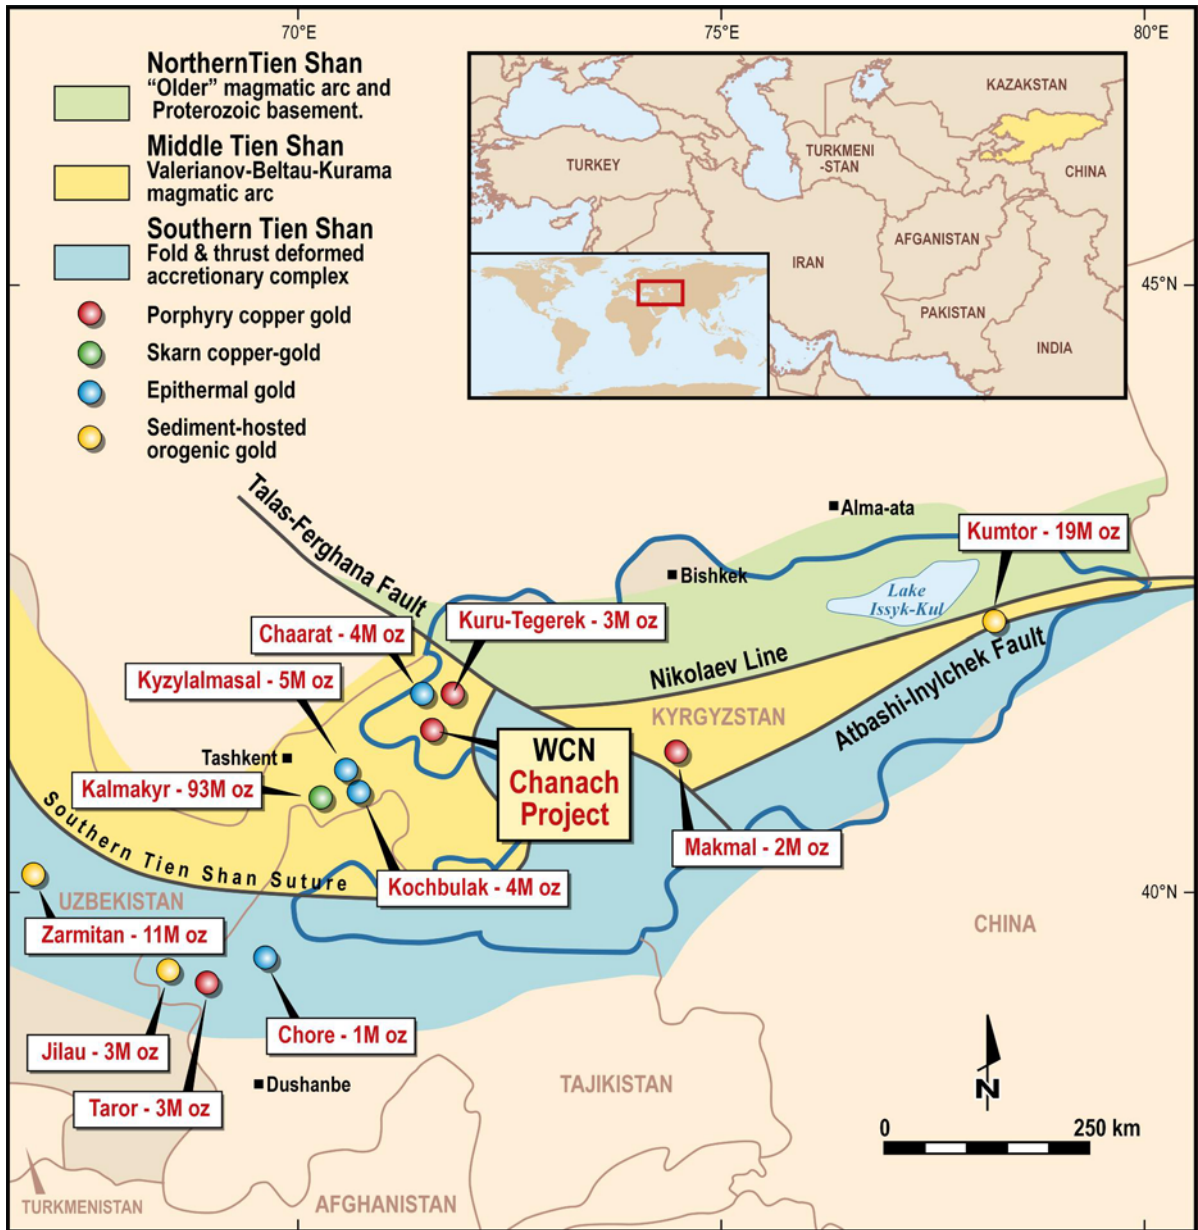 70°E
75°E
80°E
NorthernTien Shan
“Older” magmatic arc and
Proterozoic basement.
Middle Tien Shan
Valerianov-Beltau-Kurama
magmatic arc
Southern Tien Shan
Fold & thrust deformed
accretionary complex
Porphyry copper gold
Skarn copper-gold
Epithermal gold
Sediment-hosted
orogenic gold
KAZAKSTAN
TURKEY
TURKMENI
-STAN
CHINA
AFGANISTAN
IRAN
PAKISTAN
INDIA
45°N
Talas-Ferghana Fault
Alma-ata
Kumtor - 19M oz
Bishkek
Lake
Issyk-Kul
Kuru-Tegerek - 3M oz
Chaarat - 4M oz
Nikolaev Line
Kyzylalmasal - 5M oz
KYRGYZSTAN
Atbashi-Inylchek Fault
Tashkent
WCN
Chanach
Project
Kalmakyr - 93M oz
Makmal - 2M oz
Southern Tien Shan Suture
Kochbulak - 4M oz
40°N
UZBEKISTAN
Zarmitan - 11M oz
CHINA
Chore - 1M oz
Jilau - 3M oz
Dushanbe
TAJIKISTAN
Taror - 3M oz
N
0
250 km
TURKMENISTAN
AFGHANISTAN